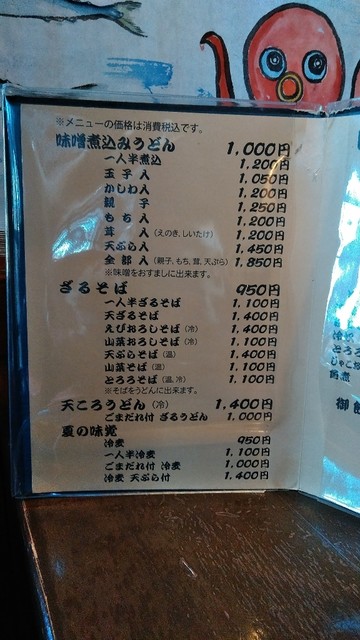 ※メニューの価格は消費税込です。
味噌煮込みうどん 1,000円
一人半煮込 1,200円
玉子入 1,050円
かしわ入 1,200円
親子 1,250円
もち入 1,200円
茸入（えのき、しいたけ） 1,200円
天ぷら入 1,450円
全部入（親子、もち、茸、天ぷら） 1,850円
※味噌をおすましに出来ます。
ざるそば 950円
一人半ざるそば 1,100円
天ざるそば 1,400円
えびおろしそば（冷） 1,400円
山菜おろしそば（冷） 1,100円
天ぷらそば（温） 1,400円
山菜そば（温） 1,100円
とろろそば（温、冷） 1,100円
※そばをうどんに出来ます。
天ころうどん（冷） 1,400円
ごまだれ付 ざるうどん 1,000円
夏の味覚
冷麦 950円
一人半冷麦 1,100円
ごまだれ付 冷麦 1,000円
冷麦 天ぷら付 1,400円
とろろ
じゃこ
角煮
御飯